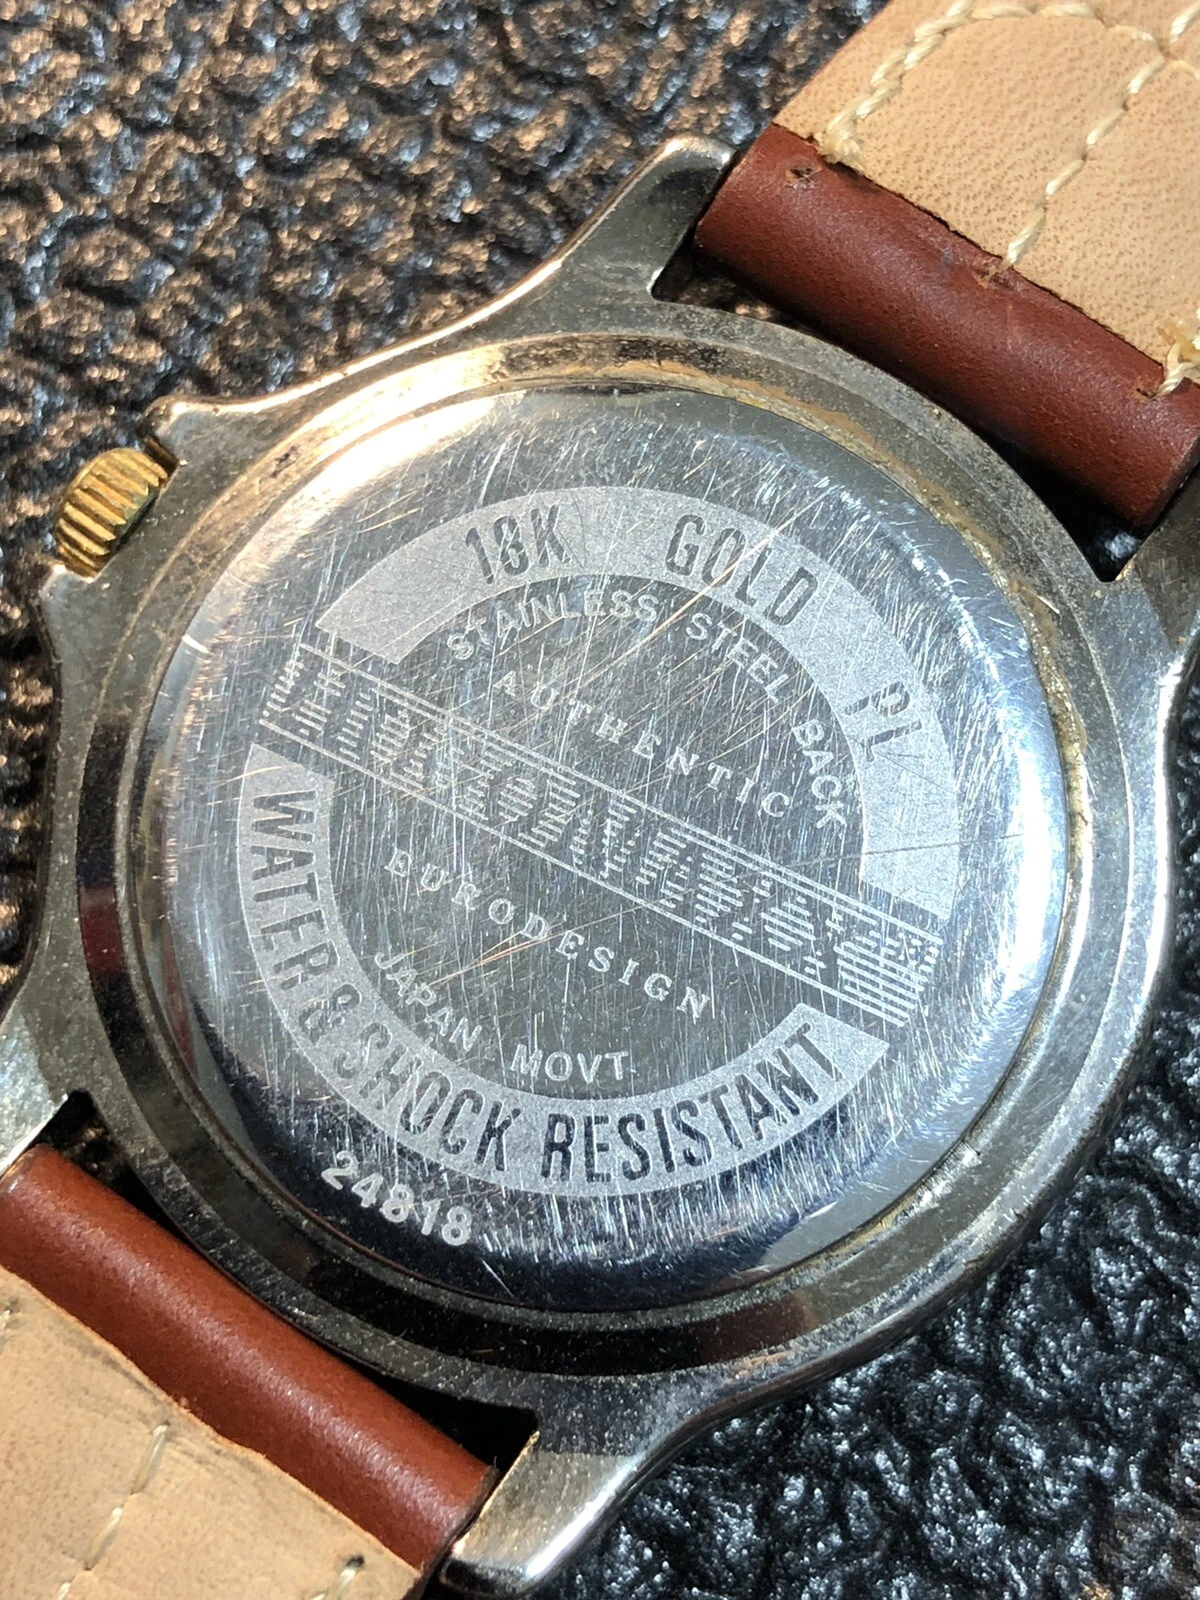 18K GOLD PL
STAINLESS STEEL BACK
AUTHENTIC
EURODESIGN
JAPAN MOVT
WATER & SHOCK RESISTANT
24818